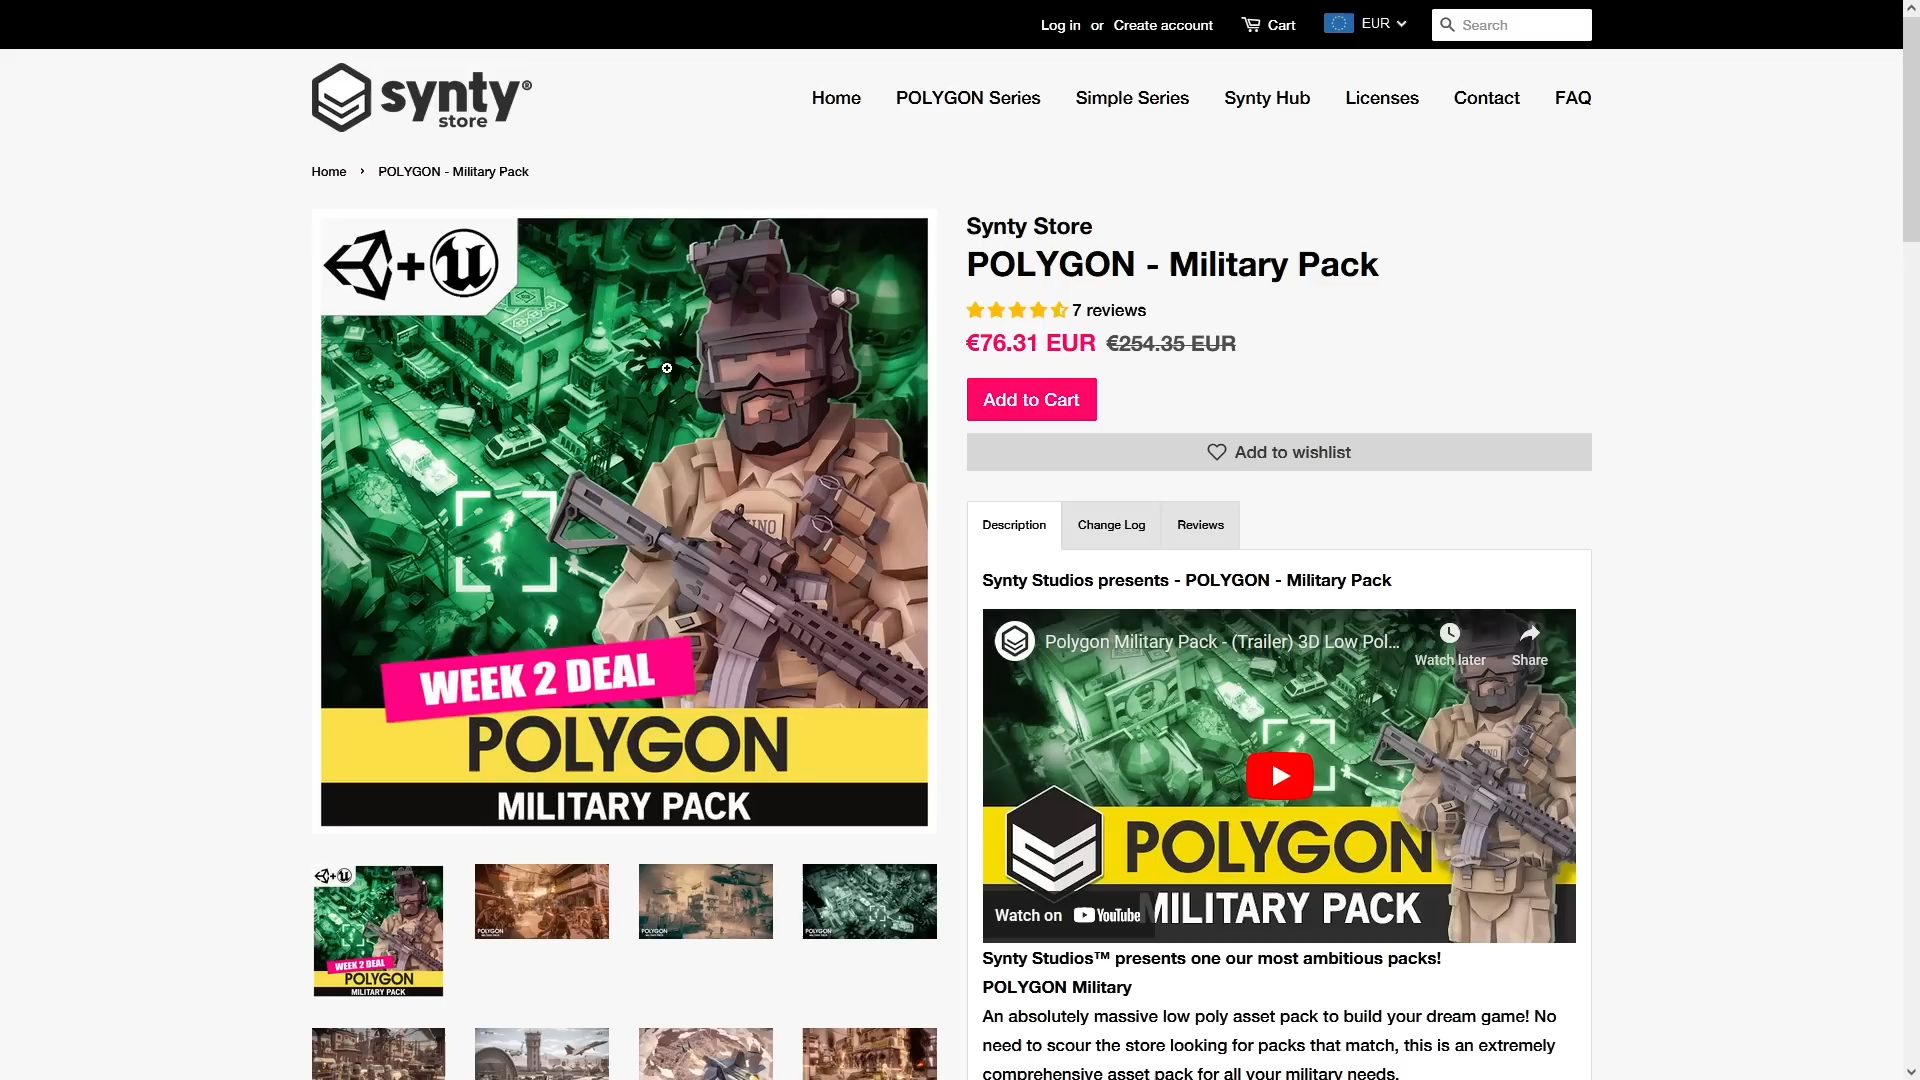 Log in or Create account Cart EUR Search
synty®
store
Home POLYGON Series Simple Series Synty Hub Licenses Contact FAQ
Home › POLYGON - Military Pack
WEEK 2 DEAL
POLYGON
MILITARY PACK
Synty Store
POLYGON - Military Pack
7 reviews
€76.31 EUR €254.35 EUR
Add to Cart
Add to wishlist
Description Change Log Reviews
Synty Studios presents - POLYGON - Military Pack
Polygon Military Pack - (Trailer) 3D Low Pol...
Watch later Share
POLYGON
MILITARY PACK
Watch on YouTube
Synty Studios™ presents one our most ambitious packs!
POLYGON Military
An absolutely massive low poly asset pack to build your dream game! No
need to scour the store looking for packs that match, this is an extremely
comprehensive asset pack for all your military needs.
WEEK 2 DEAL
POLYGON
MILITARY PACK